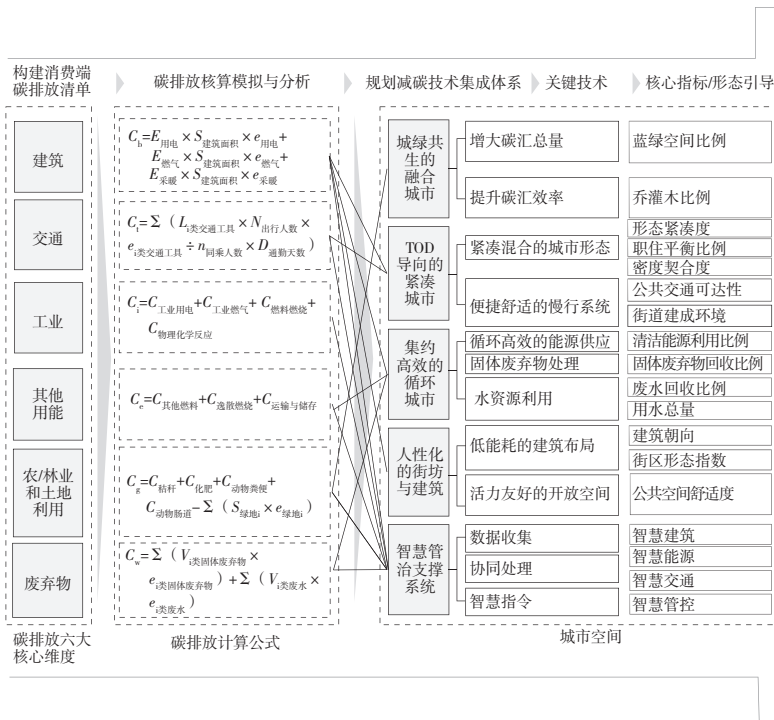 构建消费端
碳排放清单
碳排放核算模拟与分析
规划减碳技术集成体系
关键技术
核心指标/形态引导
建筑
交通
工业
其他
用能
农/林业
和土地
利用
废弃物
碳排放六大
核心维度
C_b=E_用电×S_建筑面积×e_用电+
E_燃气×S_建筑面积×e_燃气+
E_采暖×S_建筑面积×e_采暖
C_t=Σ（L_i类交通工具×N_出行人数×
e_i类交通工具÷n_同乘人数×D_通勤天数）
C_i=C_工业用电+C_工业燃气+C_燃料燃烧+
C_物理化学反应
C_e=C_其他燃料+C_逸散燃烧+C_运输与储存
C_g=C_秸秆+C_化肥+C_动物粪便+
C_动物肠道−Σ（S_绿地i×e_绿地i）
C_w=Σ（V_i类固体废弃物×
e_i类固体废弃物）+Σ（V_i类废水×
e_i类废水）
碳排放计算公式
城绿共
生的
融合
城市
增大碳汇总量
蓝绿空间比例
提升碳汇效率
乔灌木比例
TOD
导向的
紧凑
城市
紧凑混合的城市形态
形态紧凑度
职住平衡比例
密度契合度
便捷舒适的慢行系统
公共交通可达性
街道建成环境
集约
高效的
循环
城市
循环高效的能源供应
清洁能源利用比例
固体废弃物处理
固体废弃物回收比例
水资源利用
废水回收比例
用水总量
人性化
的街坊
与建筑
低能耗的建筑布局
建筑朝向
街区形态指数
活力友好的开放空间
公共空间舒适度
智慧管
治支撑
系统
数据收集
协同处理
智慧指令
智慧建筑
智慧能源
智慧交通
智慧管控
城市空间